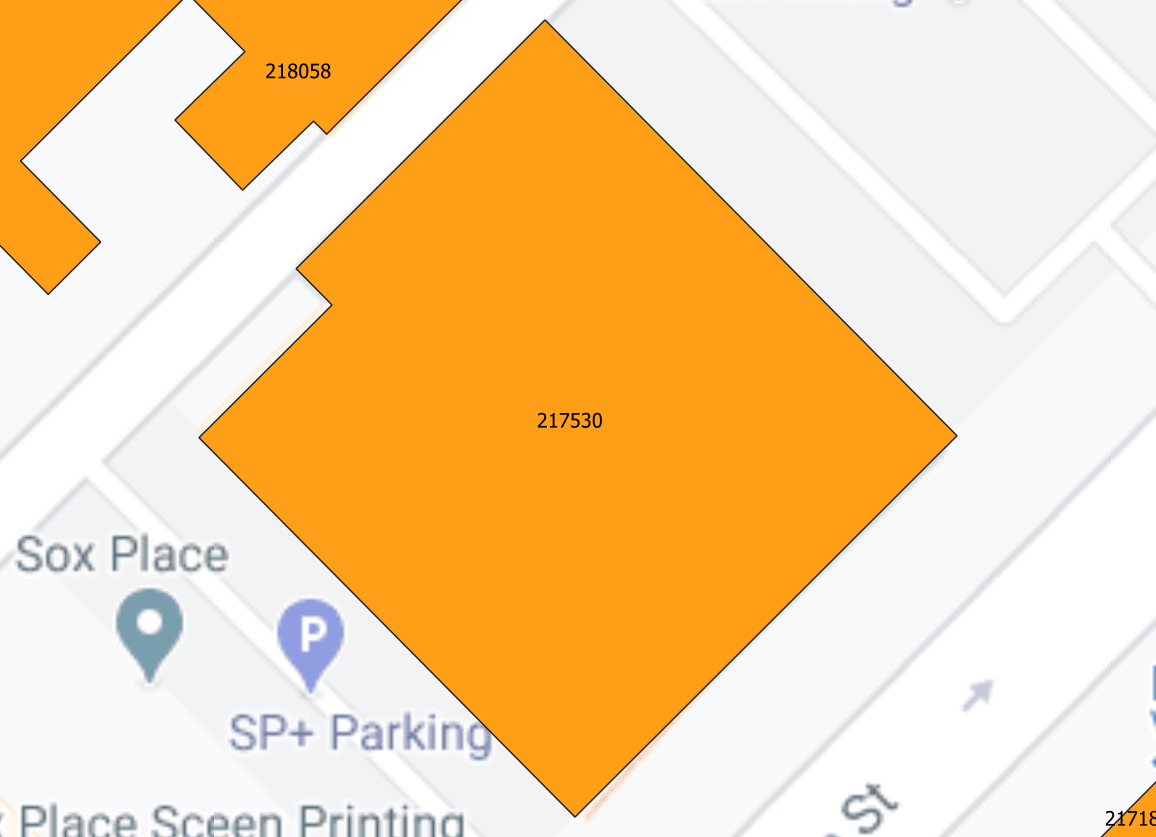 218058
217530
Sox Place
P
SP+ Parking
Place Sceen Printing
St